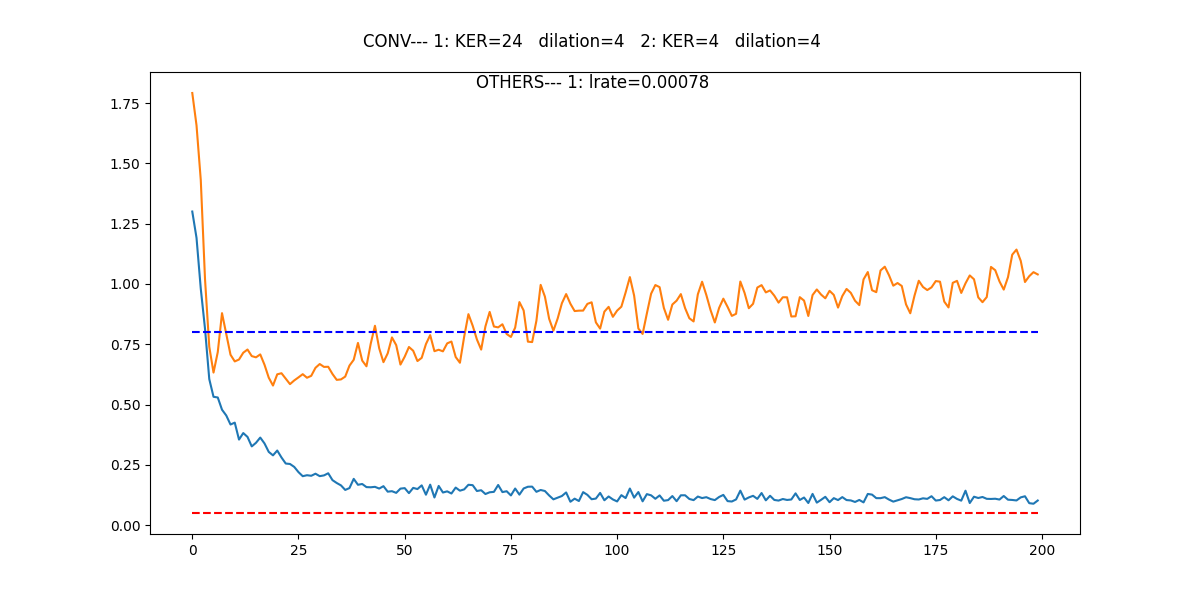 CONV--- 1: KER=24   dilation=4   2: KER=4   dilation=4
OTHERS--- 1: lrate=0.00078
1.75
1.50
1.25
1.00
0.75
0.50
0.25
0.00
0 25 50 75 100 125 150 175 200